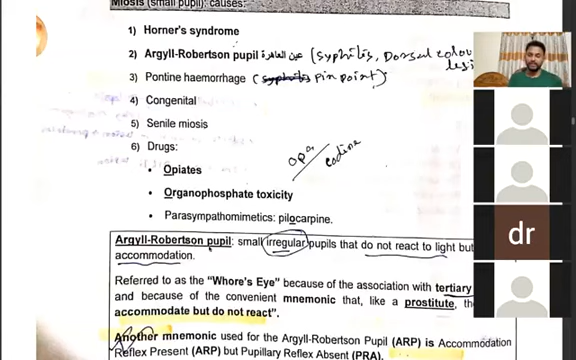 Miosis (small pupil): causes:
1) Horner's syndrome
2) Argyll-Robertson pupil عين العاهرة (Syphilis, Dorsal
3) Pontine haemorrhage (syphilis Pin point)
4) Congenital
5) Senile miosis
6) Drugs:
• Opiates
codine
• Organophosphate toxicity
• Parasympathomimetics: pilocarpine.
Argyll-Robertson pupil: small irregular pupils that do not react to light but
accommodation.
Referred to as the "Whore's Eye" because of the association with tertiary
and because of the convenient mnemonic that, like a prostitute, the
accommodate but do not react".
Another mnemonic used for the Argyll-Robertson Pupil (ARP) is Accommodation
Reflex Present (ARP) but Pupillary Reflex Absent (PRA).
dr